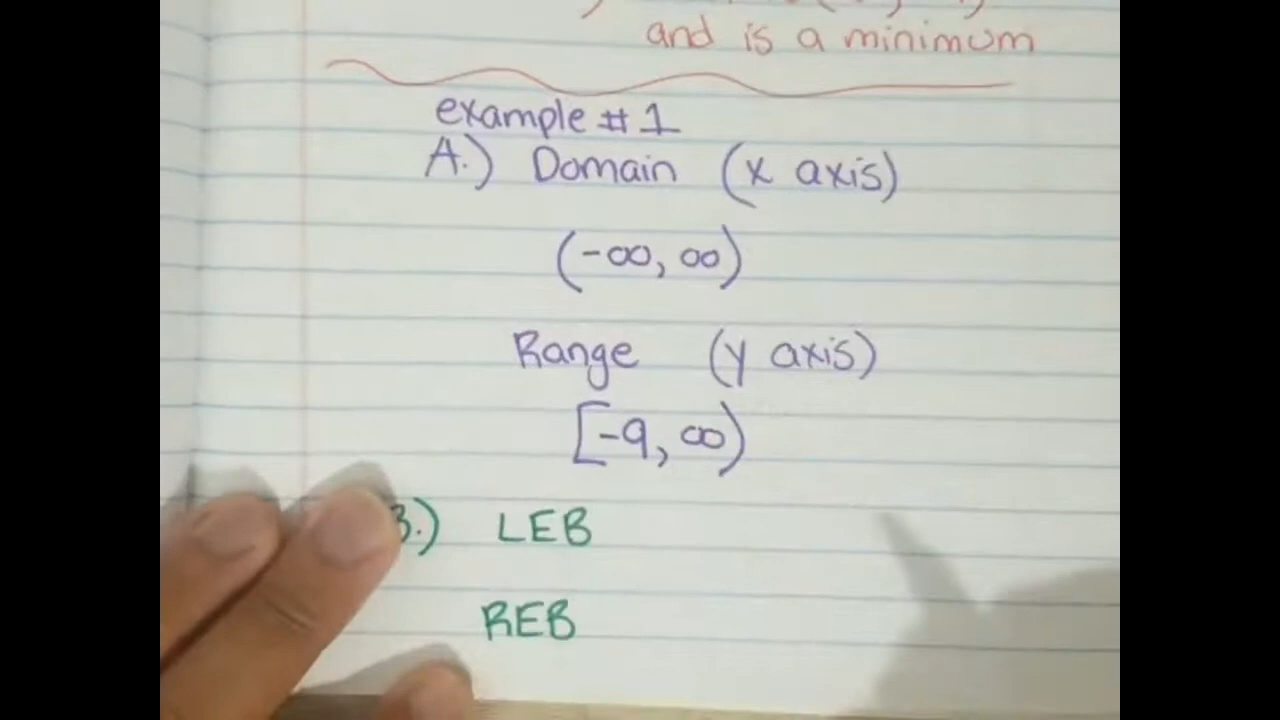 and is a minimum
example # 1
A.) Domain (x axis)
(-∞, ∞)
Range (y axis)
[-9, ∞)
B.) LEB
REB